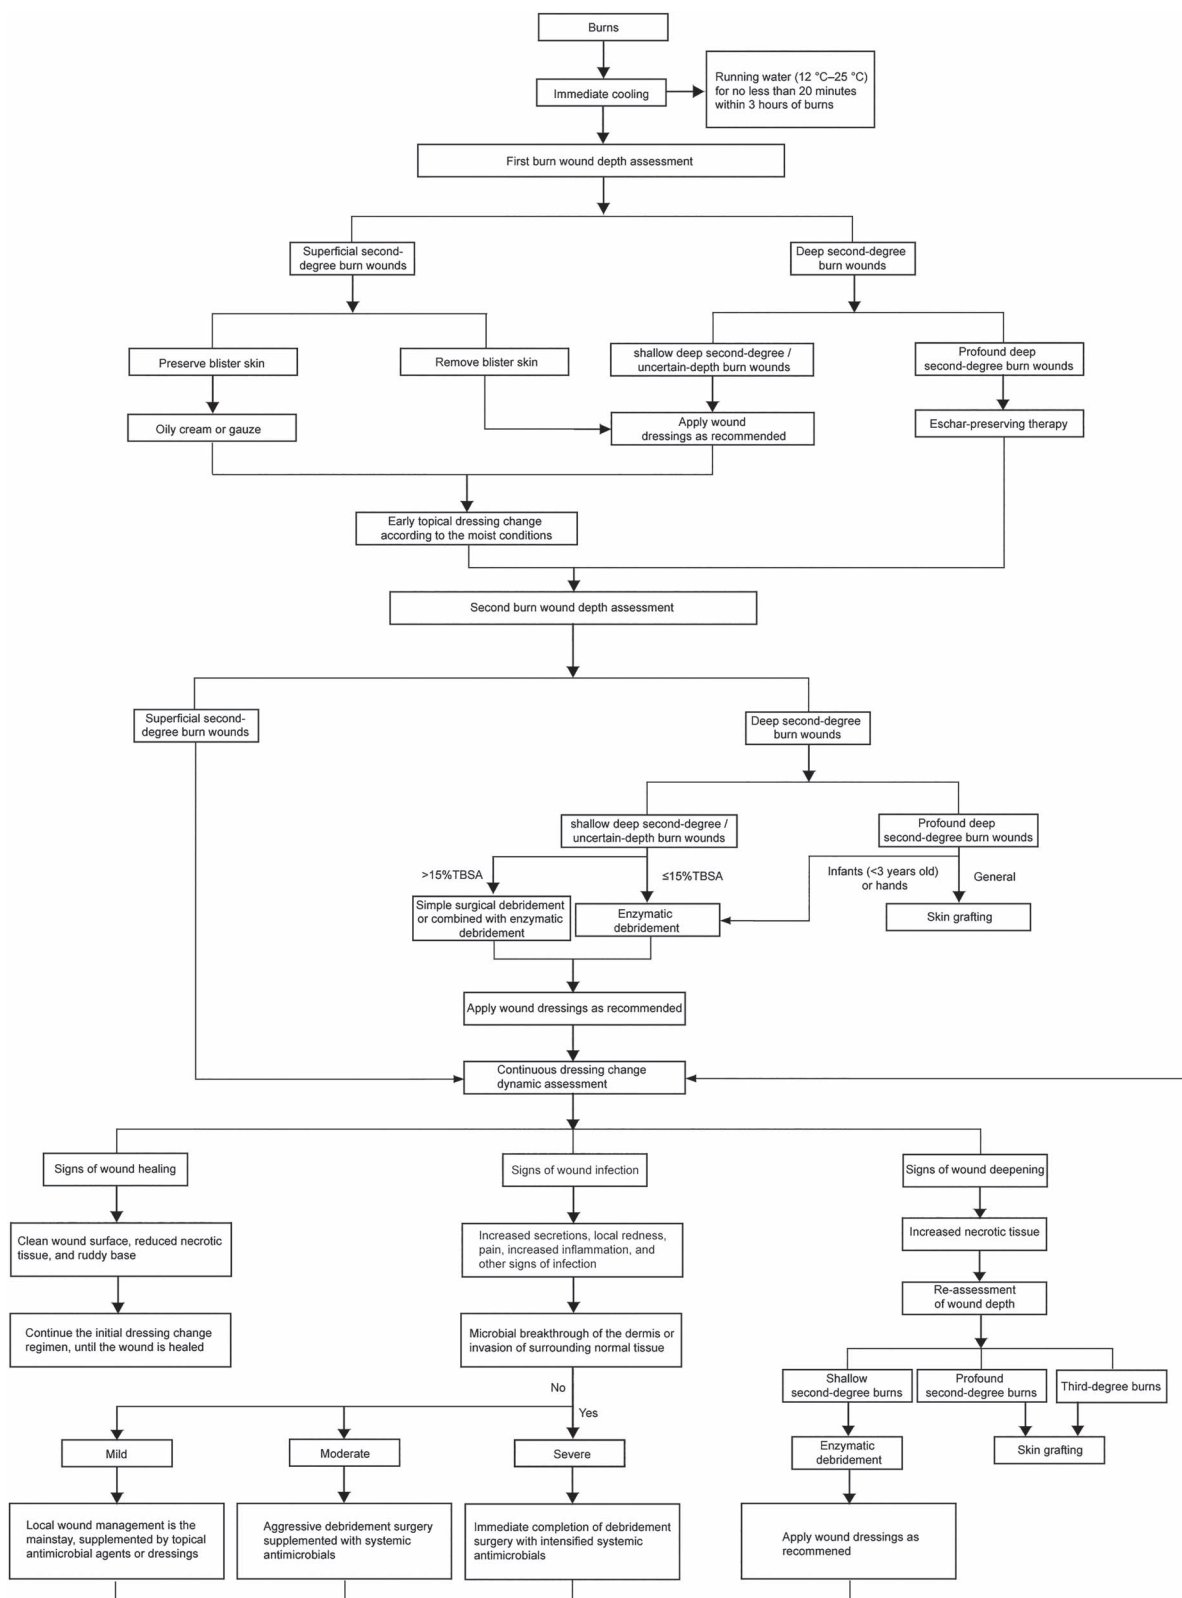 Burns
Immediate cooling
Running water (12 °C–25 °C)
for no less than 20 minutes
within 3 hours of burns
First burn wound depth assessment
Superficial second-
degree burn wounds
Deep second-degree
burn wounds
Preserve blister skin
Remove blister skin
shallow deep second-degree /
uncertain-depth burn wounds
Profound deep
second-degree burn wounds
Oily cream or gauze
Apply wound
dressings as recommended
Eschar-preserving therapy
Early topical dressing change
according to the moist conditions
Second burn wound depth assessment
Superficial second-
degree burn wounds
Deep second-degree
burn wounds
shallow deep second-degree /
uncertain-depth burn wounds
Profound deep
second-degree burn wounds
>15%TBSA
≤15%TBSA
Infants (<3 years old)
or hands
General
Simple surgical debridement
or combined with enzymatic
debridement
Enzymatic
debridement
Skin grafting
Apply wound dressings as recommended
Continuous dressing change
dynamic assessment
Signs of wound healing
Signs of wound infection
Signs of wound deepening
Clean wound surface, reduced necrotic
tissue, and ruddy base
Increased secretions, local redness,
pain, increased inflammation, and
other signs of infection
Increased necrotic tissue
Re-assessment
of wound depth
Continue the initial dressing change
regimen, until the wound is healed
Microbial breakthrough of the dermis or
invasion of surrounding normal tissue
Shallow
second-degree burns
Profound
second-degree burns
Third-degree burns
No
Yes
Mild
Moderate
Severe
Enzymatic
debridement
Skin grafting
Local wound management is the
mainstay, supplemented by topical
antimicrobial agents or dressings
Aggressive debridement surgery
supplemented with systemic
antimicrobials
Immediate completion of debridement
surgery with intensified systemic
antimicrobials
Apply wound dressings as
recommened